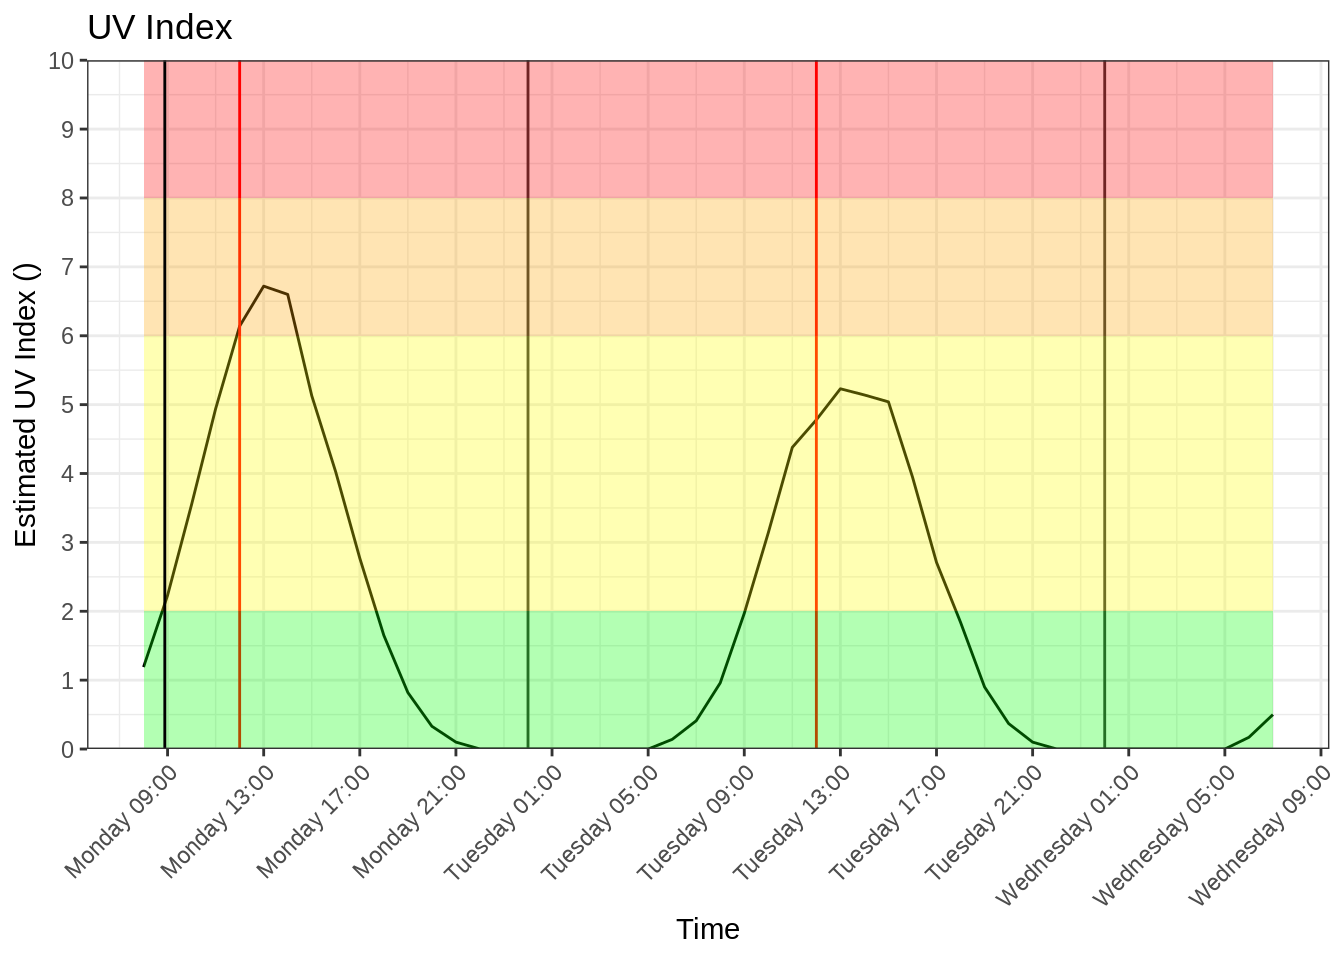 UV Index
Estimated UV Index ()
10
9
8
7
6
5
4
3
2
1
0
Monday 09:00
Monday 13:00
Monday 17:00
Monday 21:00
Tuesday 01:00
Tuesday 05:00
Tuesday 09:00
Tuesday 13:00
Tuesday 17:00
Tuesday 21:00
Wednesday 01:00
Wednesday 05:00
Wednesday 09:00
Time